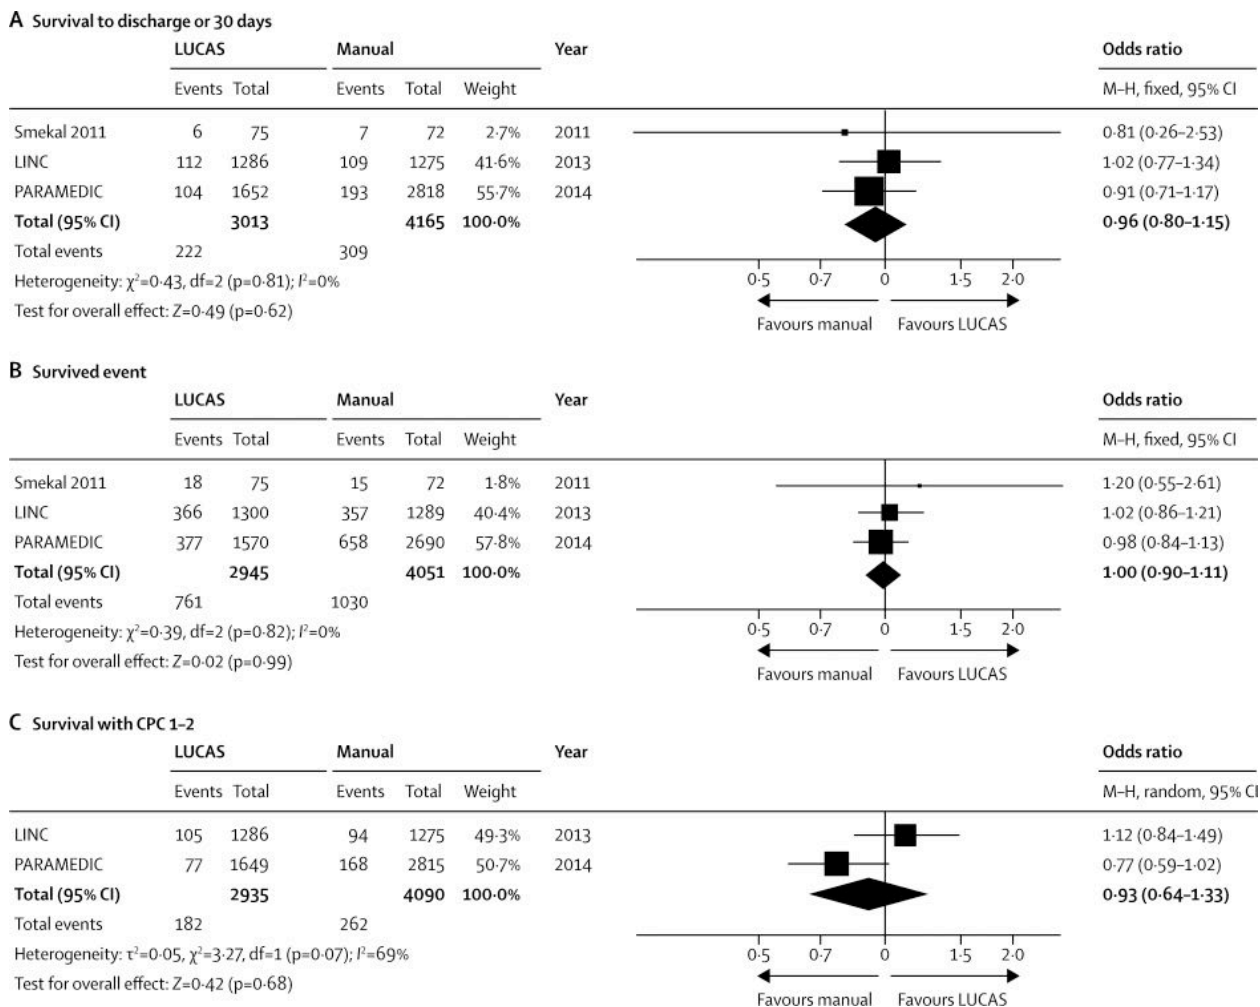 A Survival to discharge or 30 days
LUCAS Manual Year Odds ratio
Events Total Events Total Weight M–H, fixed, 95% CI
Smekal 2011 6 75 7 72 2·7% 2011 0·81 (0·26–2·53)
LINC 112 1286 109 1275 41·6% 2013 1·02 (0·77–1·34)
PARAMEDIC 104 1652 193 2818 55·7% 2014 0·91 (0·71–1·17)
Total (95% CI) 3013 4165 100·0% 0·96 (0·80–1·15)
Total events 222 309
Heterogeneity: χ²=0·43, df=2 (p=0·81); I²=0%
0·5 0·7 0 1·5 2·0
Test for overall effect: Z=0·49 (p=0·62)
Favours manual Favours LUCAS
B Survived event
LUCAS Manual Year Odds ratio
Events Total Events Total Weight M–H, fixed, 95% CI
Smekal 2011 18 75 15 72 1·8% 2011 1·20 (0·55–2·61)
LINC 366 1300 357 1289 40·4% 2013 1·02 (0·86–1·21)
PARAMEDIC 377 1570 658 2690 57·8% 2014 0·98 (0·84–1·13)
Total (95% CI) 2945 4051 100·0% 1·00 (0·90–1·11)
Total events 761 1030
Heterogeneity: χ²=0·39, df=2 (p=0·82); I²=0%
0·5 0·7 0 1·5 2·0
Test for overall effect: Z=0·02 (p=0·99)
Favours manual Favours LUCAS
C Survival with CPC 1–2
LUCAS Manual Year Odds ratio
Events Total Events Total Weight M–H, random, 95% CI
LINC 105 1286 94 1275 49·3% 2013 1·12 (0·84–1·49)
PARAMEDIC 77 1649 168 2815 50·7% 2014 0·77 (0·59–1·02)
Total (95% CI) 2935 4090 100·0% 0·93 (0·64–1·33)
Total events 182 262
Heterogeneity: τ²=0·05, χ²=3·27, df=1 (p=0·07); I²=69%
0·5 0·7 0 1·5 2·0
Test for overall effect: Z=0·42 (p=0·68)
Favours manual Favours LUCAS